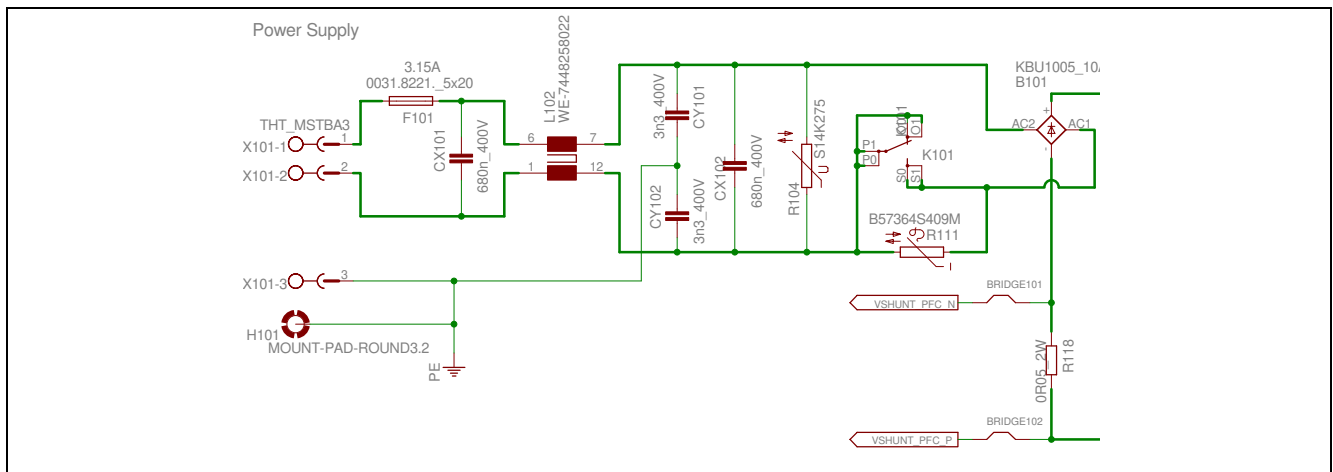 Power Supply
3.15A
0031.8221._5x20
F101
THT_MSTBA3
X101-1
1
X101-2
2
CX101
680n_400V
L102
WE-7448258022
6
7
1
12
3n3_400V
CY101
CY102
3n3_400V
CX102
680n_400V
S14K275
R104
U
P1
P0
O1
K101
S0
S1
KBU1005_10A
B101
AC2
AC1
+
-
B57364S409M
R111
X101-3
3
H101
MOUNT-PAD-ROUND3.2
PE
VSHUNT_PFC_N
BRIDGE101
0R05_2W
R118
VSHUNT_PFC_P
BRIDGE102